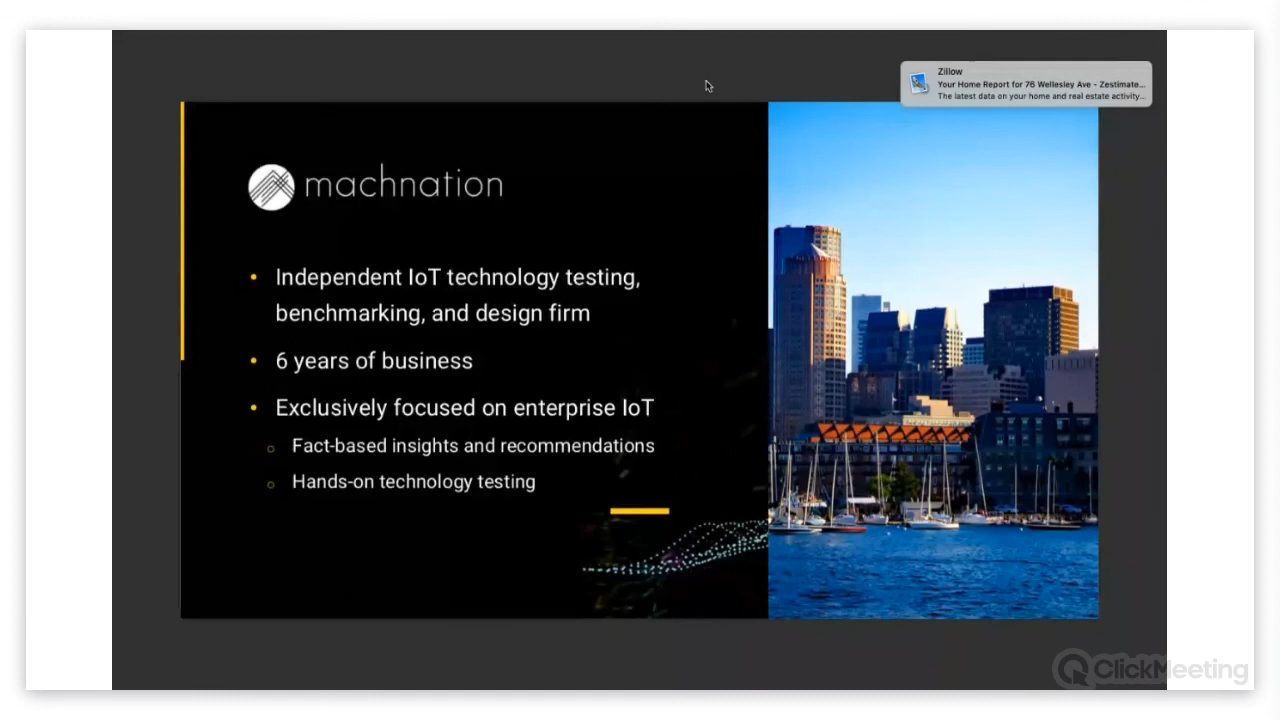 Zillow
Your Home Report for 76 Wellesley Ave - Zestimate...
The latest data on your home and real estate activity...
machnation
• Independent IoT technology testing,
benchmarking, and design firm
• 6 years of business
• Exclusively focused on enterprise IoT
○ Fact-based insights and recommendations
○ Hands-on technology testing
ClickMeeting